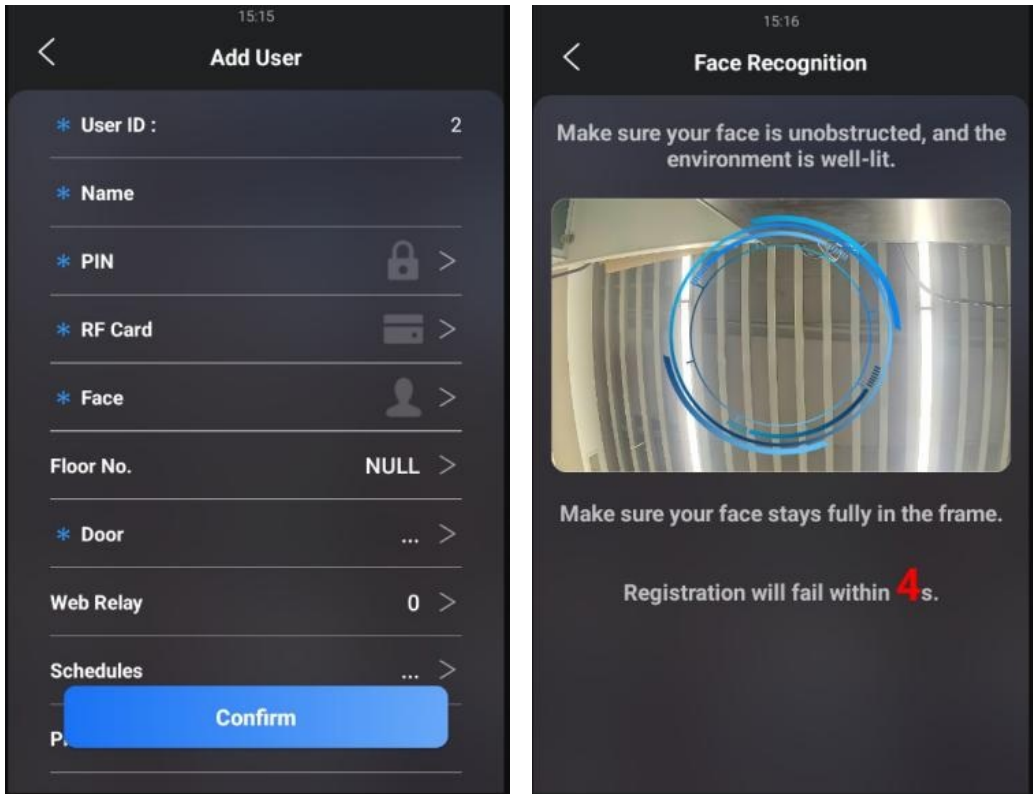 15:15
Add User
* User ID : 2
* Name
* PIN
* RF Card
* Face
Floor No. NULL
* Door ...
Web Relay 0
Schedules ...
Confirm
15:16
Face Recognition
Make sure your face is unobstructed, and the
environment is well-lit.
Make sure your face stays fully in the frame.
Registration will fail within 4s.